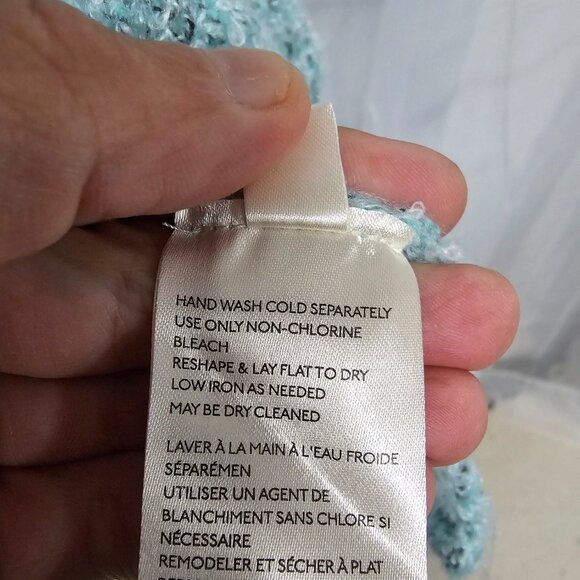 HAND WASH COLD SEPARATELY
USE ONLY NON-CHLORINE
BLEACH
RESHAPE & LAY FLAT TO DRY
LOW IRON AS NEEDED
MAY BE DRY CLEANED
LAVER À LA MAIN À L'EAU FROIDE
SÉPARÉMEN
UTILISER UN AGENT DE
BLANCHIMENT SANS CHLORE SI
NÉCESSAIRE
REMODELER ET SÉCHER À PLAT